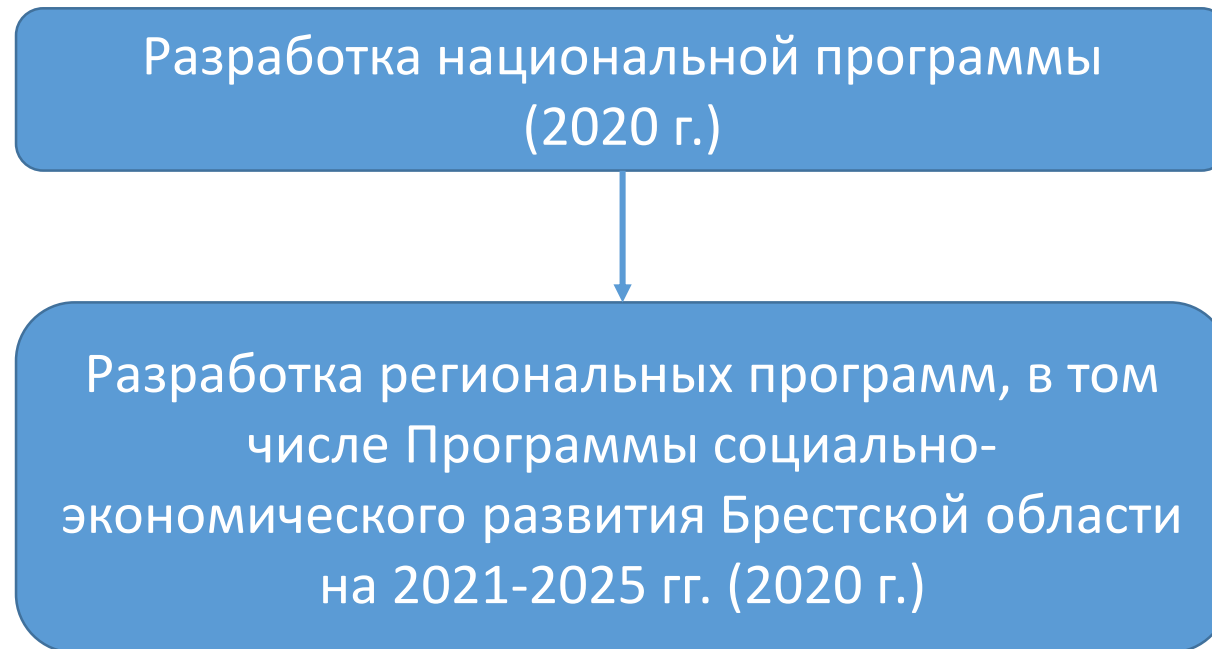 Разработка национальной программы
(2020 г.)
Разработка региональных программ, в том
числе Программы социально-
экономического развития Брестской области
на 2021-2025 гг. (2020 г.)